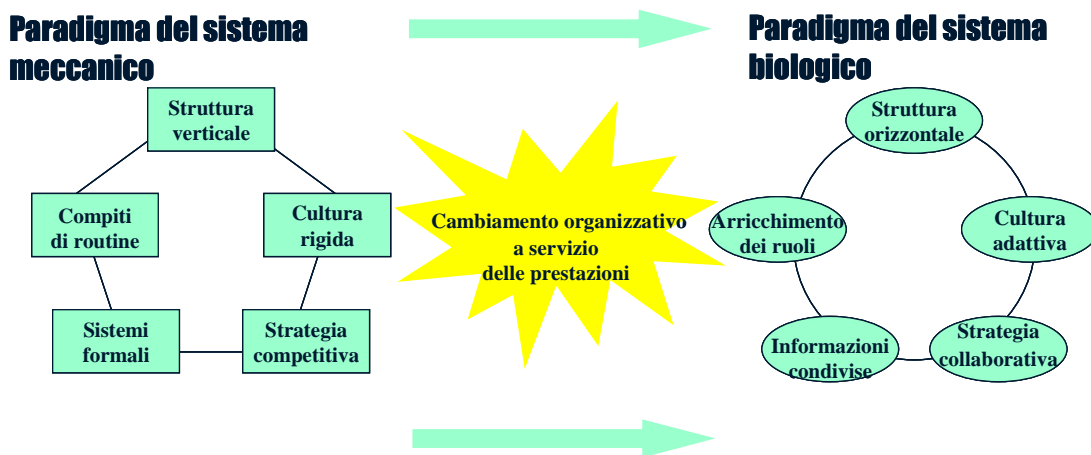 Paradigma del sistema
meccanico
Struttura
verticale
Compiti
di routine
Cultura
rigida
Sistemi
formali
Strategia
competitiva
Cambiamento organizzativo
a servizio
delle prestazioni
Paradigma del sistema
biologico
Struttura
orizzontale
Arricchimento
dei ruoli
Cultura
adattiva
Informazioni
condivise
Strategia
collaborativa